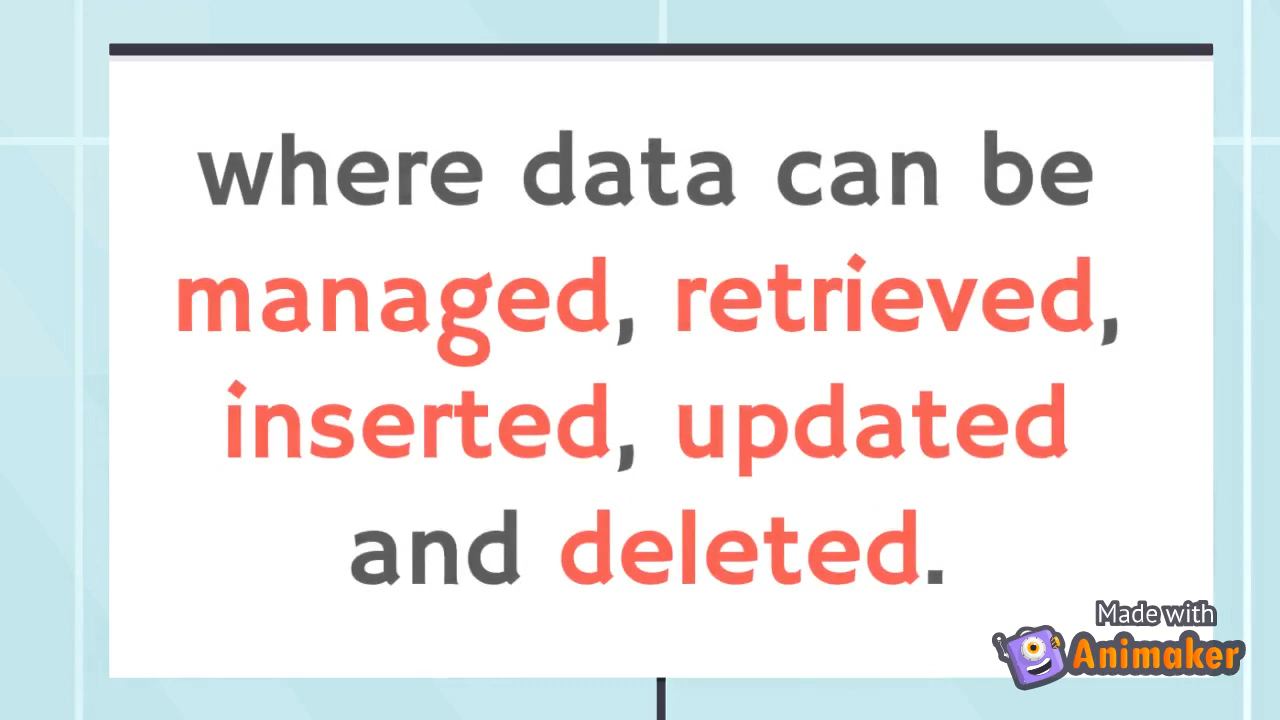 where data can be
managed, retrieved,
inserted, updated
and deleted.
Made with
Animaker